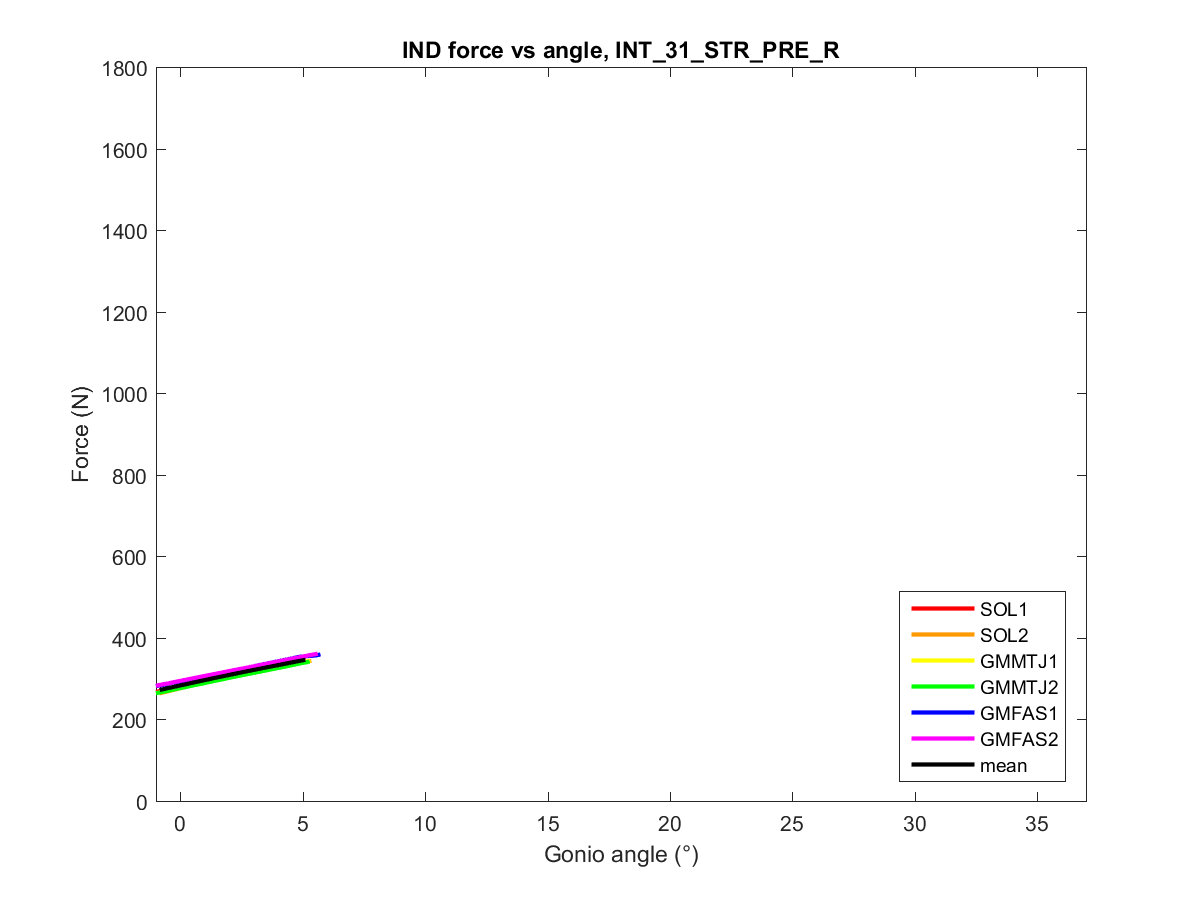 IND force vs angle, INT_31_STR_PRE_R
1800
1600
1400
1200
1000
800
600
400
200
0
Force (N)
0 5 10 15 20 25 30 35
Gonio angle (°)
SOL1
SOL2
GMMTJ1
GMMTJ2
GMFAS1
GMFAS2
mean